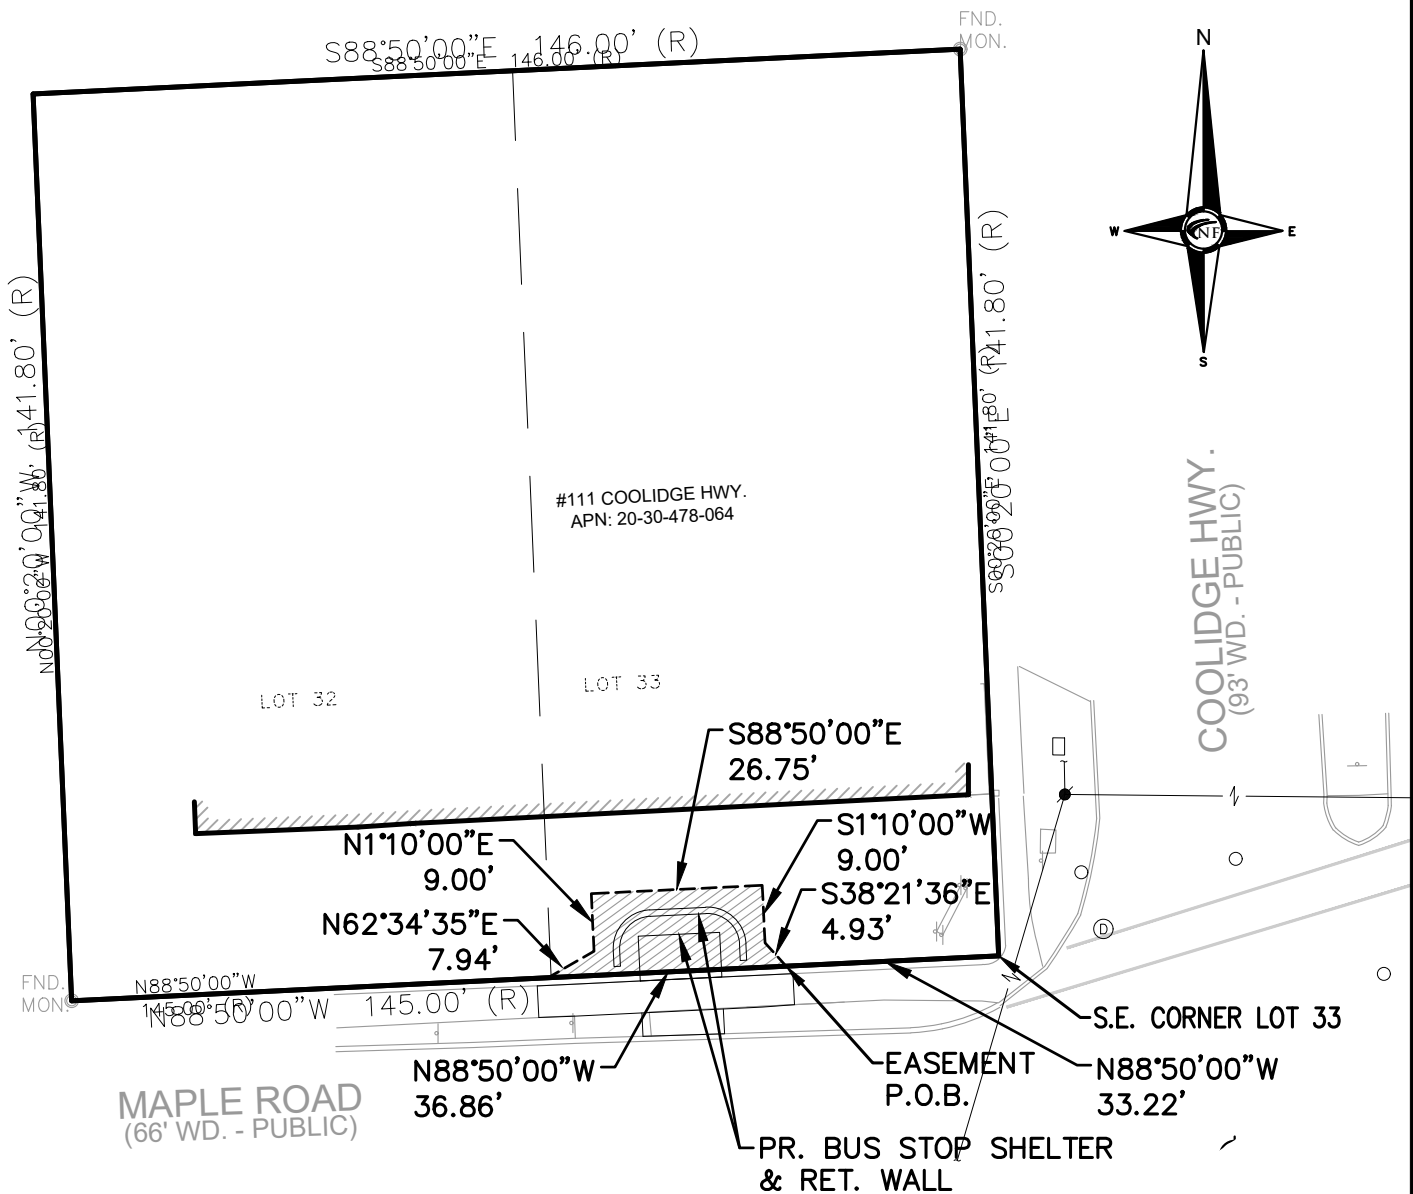 FND.
MON.
S88°50'00"E 146.00' (R)
S88°50'00"E 146.00' (R)
N
W
NF
E
S
N00°20'00"W 141.80' (R)
N00°20'00"W 141.80' (R)
S00°20'00"E 141.80' (R)
S00°20'00"E 141.80' (R)
#111 COOLIDGE HWY.
APN: 20-30-478-064
COOLIDGE HWY.
(93' WD. - PUBLIC)
LOT 32
LOT 33
S88°50'00"E
26.75'
N1°10'00"E
9.00'
S1°10'00"W
9.00'
N62°34'35"E
7.94'
S38°21'36"E
4.93'
D
FND.
MON.
N88°50'00"W
145.00' (R)
N88°50'00"W 145.00' (R)
S.E. CORNER LOT 33
N88°50'00"W
36.86'
EASEMENT
P.O.B.
N88°50'00"W
33.22'
MAPLE ROAD
(66' WD. - PUBLIC)
PR. BUS STOP SHELTER
& RET. WALL